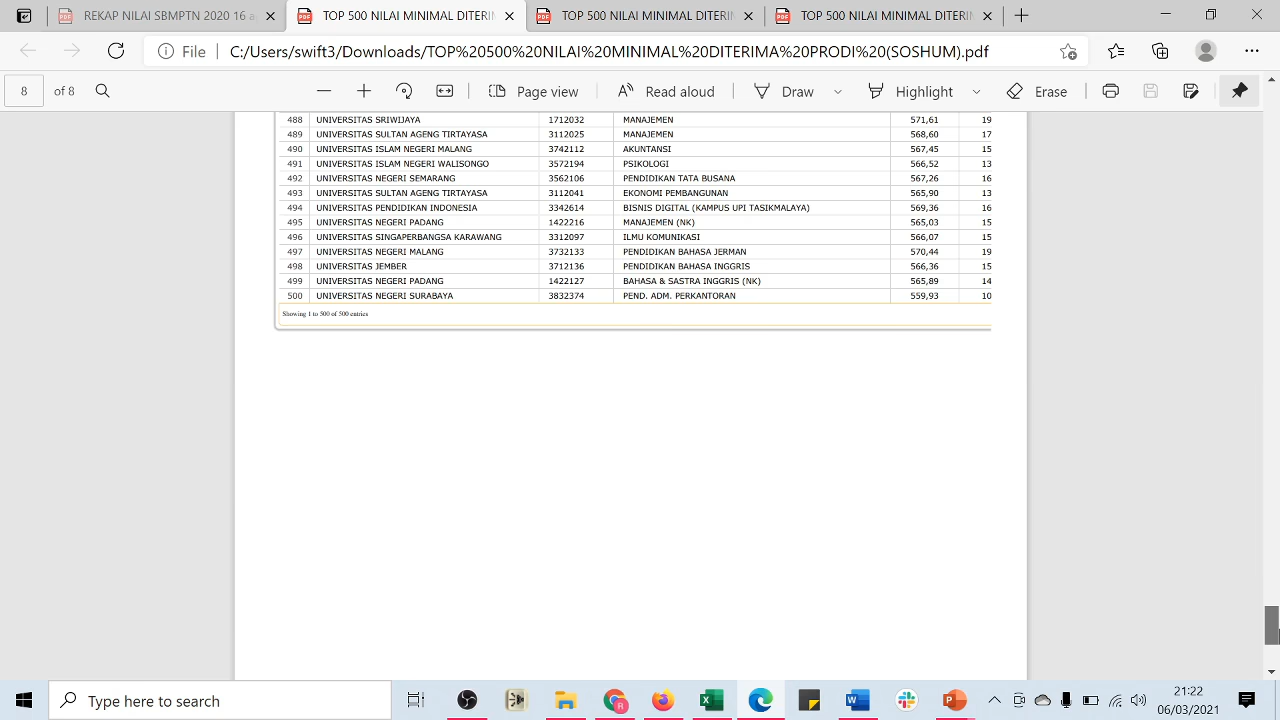 REKAP NILAI SBMPTN 2020 16 a
TOP 500 NILAI MINIMAL DITERI
TOP 500 NILAI MINIMAL DITERIM
TOP 500 NILAI MINIMAL DITERIM
File
C:/Users/swift3/Downloads/TOP%20500%20NILAI%20MINIMAL%20DITERIMA%20PRODI%20(SOSHUM).pdf
8 of 8 Page view Read aloud Draw Highlight Erase
488 UNIVERSITAS SRIWIJAYA 1712032 MANAJEMEN 571,61 19
489 UNIVERSITAS SULTAN AGENG TIRTAYASA 3112025 MANAJEMEN 568,60 17
490 UNIVERSITAS ISLAM NEGERI MALANG 3742112 AKUNTANSI 567,45 15
491 UNIVERSITAS ISLAM NEGERI WALISONGO 3572194 PSIKOLOGI 566,52 13
492 UNIVERSITAS NEGERI SEMARANG 3562106 PENDIDIKAN TATA BUSANA 567,26 16
493 UNIVERSITAS SULTAN AGENG TIRTAYASA 3112041 EKONOMI PEMBANGUNAN 565,90 13
494 UNIVERSITAS PENDIDIKAN INDONESIA 3342614 BISNIS DIGITAL (KAMPUS UPI TASIKMALAYA) 569,36 16
495 UNIVERSITAS NEGERI PADANG 1422216 MANAJEMEN (NK) 565,03 15
496 UNIVERSITAS SINGAPERBANGSA KARAWANG 3312097 ILMU KOMUNIKASI 566,07 15
497 UNIVERSITAS NEGERI MALANG 3732133 PENDIDIKAN BAHASA JERMAN 570,44 19
498 UNIVERSITAS JEMBER 3712136 PENDIDIKAN BAHASA INGGRIS 566,36 15
499 UNIVERSITAS NEGERI PADANG 1422127 BAHASA & SASTRA INGGRIS (NK) 565,89 14
500 UNIVERSITAS NEGERI SURABAYA 3832374 PEND. ADM. PERKANTORAN 559,93 10
Showing 1 to 500 of 500 entries
Type here to search
21:22
06/03/2021